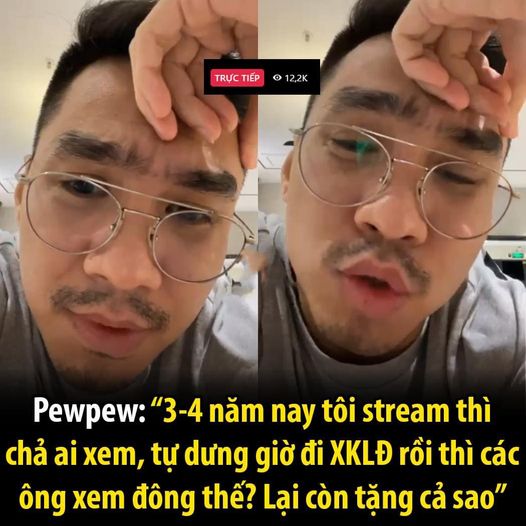 TRỰC TIẾP 12,2K
Pewpew: “3-4 năm nay tôi stream thì
chả ai xem, tự dưng giờ đi XKLĐ rồi thì các
ông xem đông thế? Lại còn tặng cả sao”